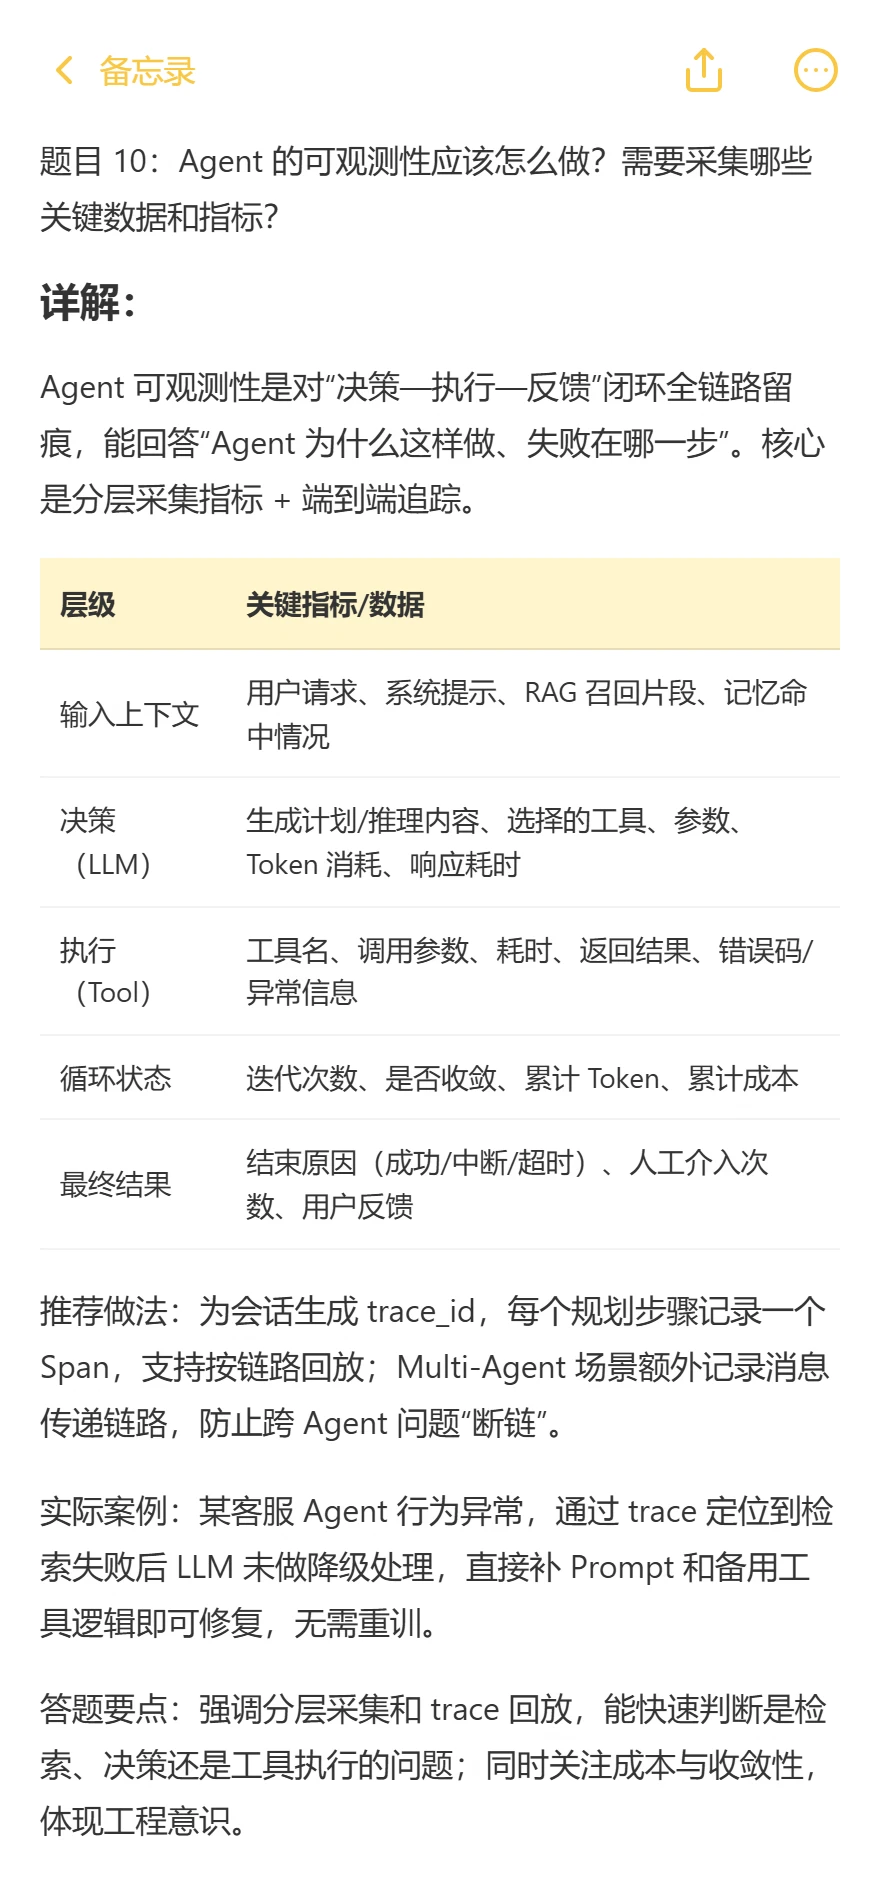 备忘录
题目 10：Agent 的可观测性应该怎么做？需要采集哪些
关键数据和指标？
详解：
Agent 可观测性是对“决策—执行—反馈”闭环全链路留
痕，能回答“Agent 为什么这样做、失败在哪一步”。核心
是分层采集指标 + 端到端追踪。
层级 关键指标/数据
输入上下文 用户请求、系统提示、RAG 召回片段、记忆命
中情况
决策 生成计划/推理内容、选择的工具、参数、
（LLM） Token 消耗、响应耗时
执行 工具名、调用参数、耗时、返回结果、错误码/
（Tool） 异常信息
循环状态 迭代次数、是否收敛、累计 Token、累计成本
最终结果 结束原因（成功/中断/超时）、人工介入次
数、用户反馈
推荐做法：为会话生成 trace_id，每个规划步骤记录一个
Span，支持按链路回放；Multi-Agent 场景额外记录消息
传递链路，防止跨 Agent 问题“断链”。
实际案例：某客服 Agent 行为异常，通过 trace 定位到检
索失败后 LLM 未做降级处理，直接补 Prompt 和备用工
具逻辑即可修复，无需重训。
答题要点：强调分层采集和 trace 回放，能快速判断是检
索、决策还是工具执行的问题；同时关注成本与收敛性，
体现工程意识。